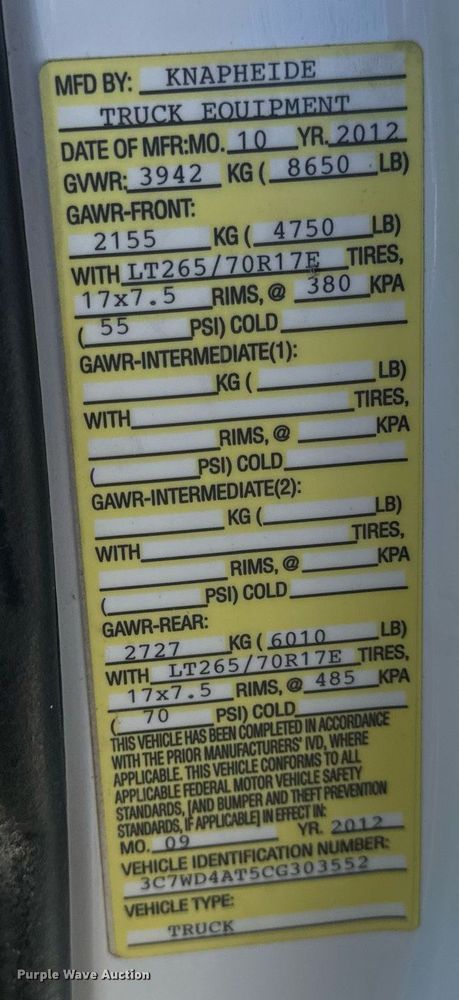 MFD BY: KNAPHEIDE
TRUCK EQUIPMENT
DATE OF MFR:MO. 10 YR. 2012
GVWR: 3942 KG ( 8650 LB)
GAWR-FRONT:
2155 KG ( 4750 LB)
WITH LT265/70R17E TIRES,
17x7.5 RIMS, @ 380 KPA
( 55 PSI) COLD
GAWR-INTERMEDIATE(1):
KG ( LB)
WITH TIRES,
RIMS, @ KPA
( PSI) COLD
GAWR-INTERMEDIATE(2):
KG ( LB)
WITH TIRES,
RIMS, @ KPA
( PSI) COLD
GAWR-REAR:
2727 KG ( 6010 LB)
WITH LT265/70R17E TIRES,
17x7.5 RIMS, @ 485 KPA
( 70 PSI) COLD
THIS VEHICLE HAS BEEN COMPLETED IN ACCORDANCE
WITH THE PRIOR MANUFACTURERS' IVD, WHERE
APPLICABLE. THIS VEHICLE CONFORMS TO ALL
APPLICABLE FEDERAL MOTOR VEHICLE SAFETY
STANDARDS, [AND BUMPER AND THEFT PREVENTION
STANDARDS, IF APPLICABLE] IN EFFECT IN:
MO. 09 YR. 2012
VEHICLE IDENTIFICATION NUMBER:
3C7WD4AT5CG303552
VEHICLE TYPE:
TRUCK
Purple Wave Auction